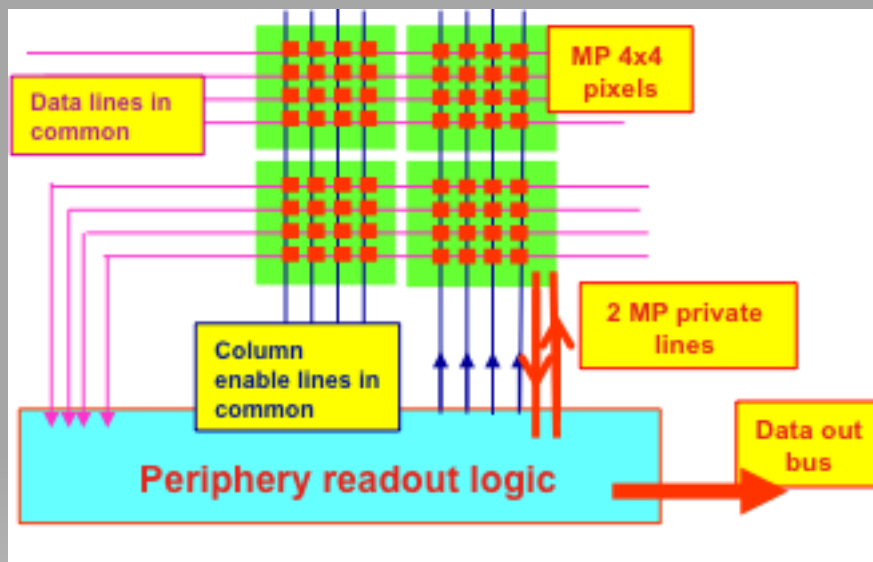 MP 4x4
pixels
Data lines in
common
2 MP private
lines
Column
enable lines in
common
Data out
bus
Periphery readout logic